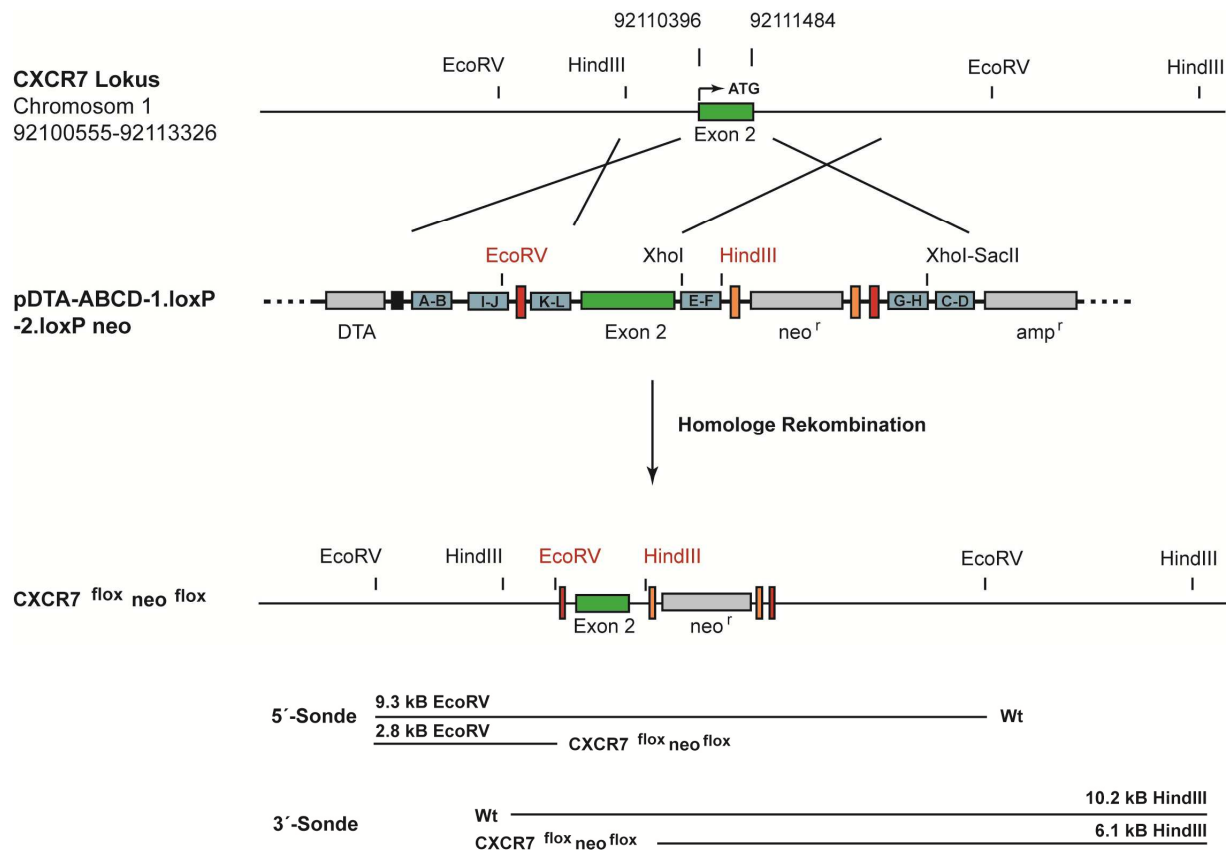 92110396 92111484
EcoRV HindIII EcoRV HindIII
CXCR7 Lokus
Chromosom 1
92100555-92113326
ATG
Exon 2
EcoRV XhoI HindIII XhoI-SacII
pDTA-ABCD-1.loxP
-2.loxP neo
A-B I-J K-L E-F G-H C-D
DTA Exon 2 neo r amp r
Homologe Rekombination
EcoRV HindIII EcoRV HindIII EcoRV HindIII
CXCR7 flox neo flox
Exon 2 neo r
5´-Sonde
9.3 kB EcoRV Wt
2.8 kB EcoRV CXCR7 flox neo flox
3´-Sonde
Wt 10.2 kB HindIII
CXCR7 flox neo flox 6.1 kB HindIII